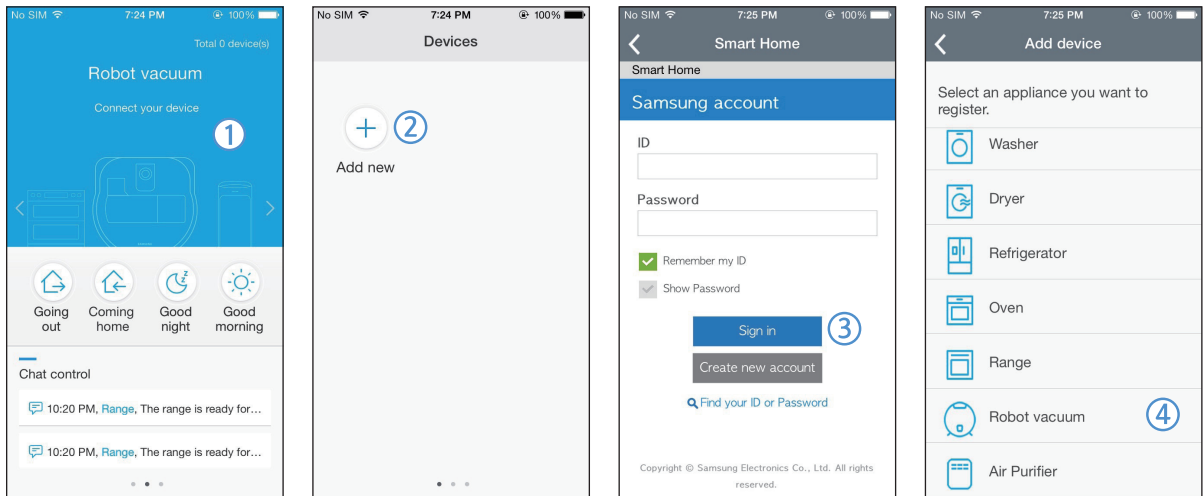 No SIM 7:24 PM 100%
Total 0 device(s)
Robot vacuum
Connect your device
①
Going out
Coming home
Good night
Good morning
Chat control
10:20 PM, Range, The range is ready for…
10:20 PM, Range, The range is ready for…
No SIM 7:24 PM 100%
Devices
②
Add new
No SIM 7:25 PM 100%
Smart Home
Smart Home
Samsung account
ID
Password
Remember my ID
Show Password
Sign in
③
Create new account
Find your ID or Password
Copyright © Samsung Electronics Co., Ltd. All rights
reserved.
No SIM 7:25 PM 100%
Add device
Select an appliance you want to
register.
Washer
Dryer
Refrigerator
Oven
Range
Robot vacuum
④
Air Purifier